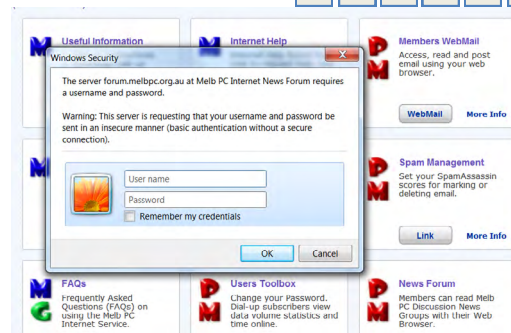 Useful Information
Internet Help
Members WebMail
Access, read and post
email using your web
browser.
WebMail
More Info
Windows Security
The server forum.melbpc.org.au at Melb PC Internet News Forum requires
a username and password.
Warning: This server is requesting that your username and password be
sent in an insecure manner (basic authentication without a secure
connection).
User name
Password
Remember my credentials
OK
Cancel
Spam Management
Set your SpamAssassin
scores for marking or
deleting email.
Link
More Info
FAQs
Frequently Asked
Questions (FAQs) on
using the Melb PC
Internet Service.
Users Toolbox
Change your Password.
Dial-up subscribers view
data volume statistics and
time online.
News Forum
Members can read Melb
PC Discussion News
Groups with their Web
Browser.